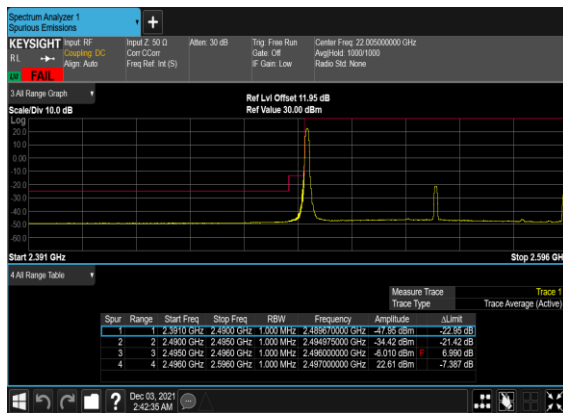 Spectrum Analyzer 1
Spurious Emissions
+
KEYSIGHT Input: RF Input Z: 50 Ω Atten: 30 dB Trig: Free Run Center Freq: 22.005000000 GHz
RL Coupling: DC Corr CCorr Gate: Off Avg|Hold: 1000/1000
Align: Auto Freq Ref: Int (S) IF Gain: Low Radio Std: None
FAIL
3 All Range Graph
Ref Lvl Offset 11.95 dB
Scale/Div 10.0 dB Ref Value 30.00 dBm
Log
20.0
10.0
0.00
-10.0
-20.0
-30.0
-40.0
-50.0
-60.0
Start 2.391 GHz Stop 2.596 GH
4 All Range Table
Measure Trace Trace 1
Trace Type Trace Average (Active)
Spur Range Start Freq Stop Freq RBW Frequency Amplitude ΔLimit
1 1 2.3910 GHz 2.4900 GHz 1.000 MHz 2.489670000 GHz -47.95 dBm -22.95 dB
2 2 2.4900 GHz 2.4950 GHz 1.000 MHz 2.494975000 GHz -34.42 dBm -21.42 dB
3 3 2.4950 GHz 2.4960 GHz 1.000 MHz 2.496000000 GHz -6.010 dBm F 6.990 dB
4 4 2.4960 GHz 2.5960 GHz 1.000 MHz 2.497000000 GHz 22.61 dBm -7.387 dB
? Dec 03, 2021
2:42:35 AM